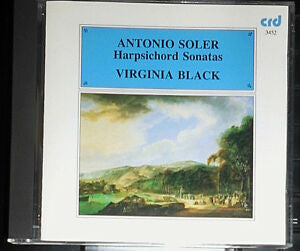 crd
3452
ANTONIO SOLER
Harpsichord Sonatas
VIRGINIA BLACK